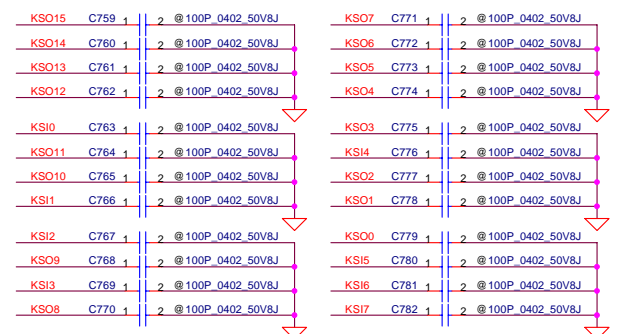 KSO15 C759 1 2 @100P_0402_50V8J
KSO14 C760 1 2 @100P_0402_50V8J
KSO13 C761 1 2 @100P_0402_50V8J
KSO12 C762 1 2 @100P_0402_50V8J
KSI0 C763 1 2 @100P_0402_50V8J
KSO11 C764 1 2 @100P_0402_50V8J
KSO10 C765 1 2 @100P_0402_50V8J
KSI1 C766 1 2 @100P_0402_50V8J
KSI2 C767 1 2 @100P_0402_50V8J
KSO9 C768 1 2 @100P_0402_50V8J
KSI3 C769 1 2 @100P_0402_50V8J
KSO8 C770 1 2 @100P_0402_50V8J
KSO7 C771 1 2 @100P_0402_50V8J
KSO6 C772 1 2 @100P_0402_50V8J
KSO5 C773 1 2 @100P_0402_50V8J
KSO4 C774 1 2 @100P_0402_50V8J
KSO3 C775 1 2 @100P_0402_50V8J
KSI4 C776 1 2 @100P_0402_50V8J
KSO2 C777 1 2 @100P_0402_50V8J
KSO1 C778 1 2 @100P_0402_50V8J
KSO0 C779 1 2 @100P_0402_50V8J
KSI5 C780 1 2 @100P_0402_50V8J
KSI6 C781 1 2 @100P_0402_50V8J
KSI7 C782 1 2 @100P_0402_50V8J